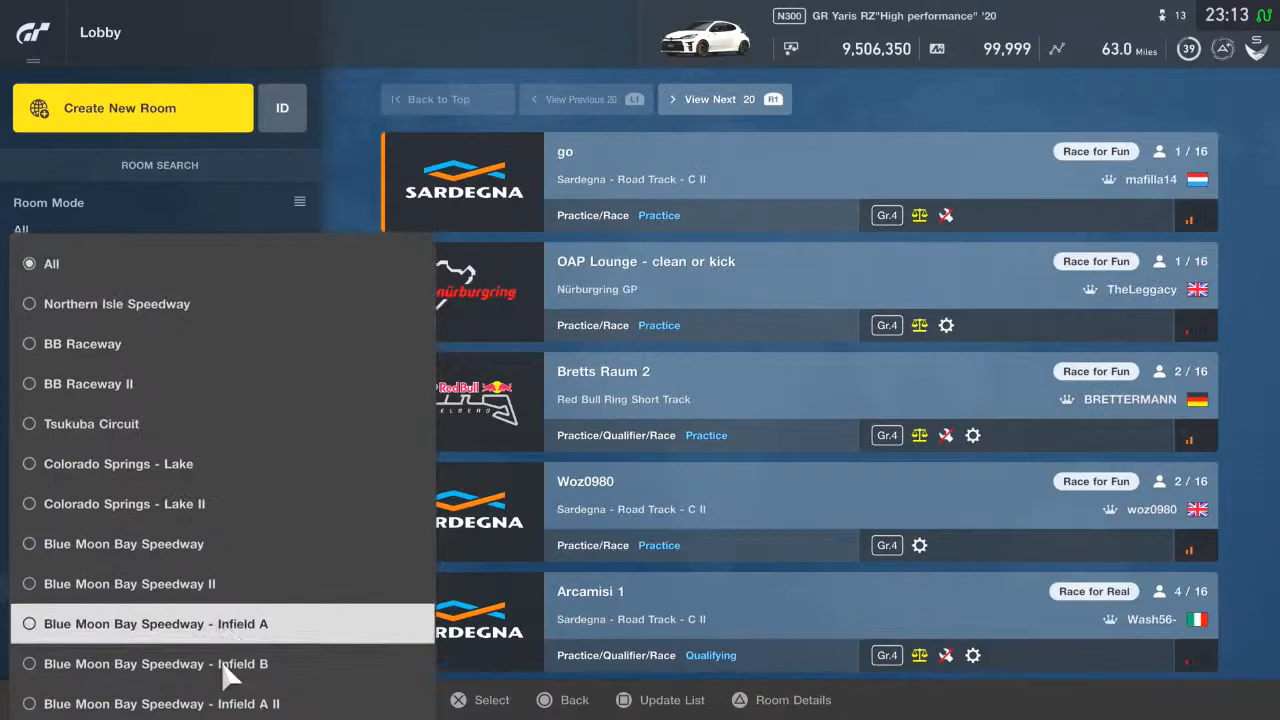 GT
Lobby
N300 GR Yaris RZ"High performance" '20
13
23:13
9,506,350
99,999
63.0 Miles
39
S
Create New Room
ID
ROOM SEARCH
Room Mode
All
All
Northern Isle Speedway
BB Raceway
BB Raceway II
Tsukuba Circuit
Colorado Springs - Lake
Colorado Springs - Lake II
Blue Moon Bay Speedway
Blue Moon Bay Speedway II
Blue Moon Bay Speedway - Infield A
Blue Moon Bay Speedway - Infield B
Blue Moon Bay Speedway - Infield A II
Back to Top
View Previous 20 L1
View Next 20 R1
SARDEGNA
go
Race for Fun
1 / 16
Sardegna - Road Track - C II
mafilla14
Practice/Race Practice
Gr.4
nürburgring
OAP Lounge - clean or kick
Race for Fun
1 / 16
Nürburgring GP
TheLeggacy
Practice/Race Practice
Gr.4
Red Bull
ELBERG
Bretts Raum 2
Race for Fun
2 / 16
Red Bull Ring Short Track
BRETTERMANN
Practice/Qualifier/Race Practice
Gr.4
RDEGNA
Woz0980
Race for Fun
2 / 16
Sardegna - Road Track - C II
woz0980
Practice/Race Practice
Gr.4
RDEGNA
Arcamisi 1
Race for Real
4 / 16
Sardegna - Road Track - C II
Wash56-
Practice/Qualifier/Race Qualifying
Gr.4
Select
Back
Update List
Room Details